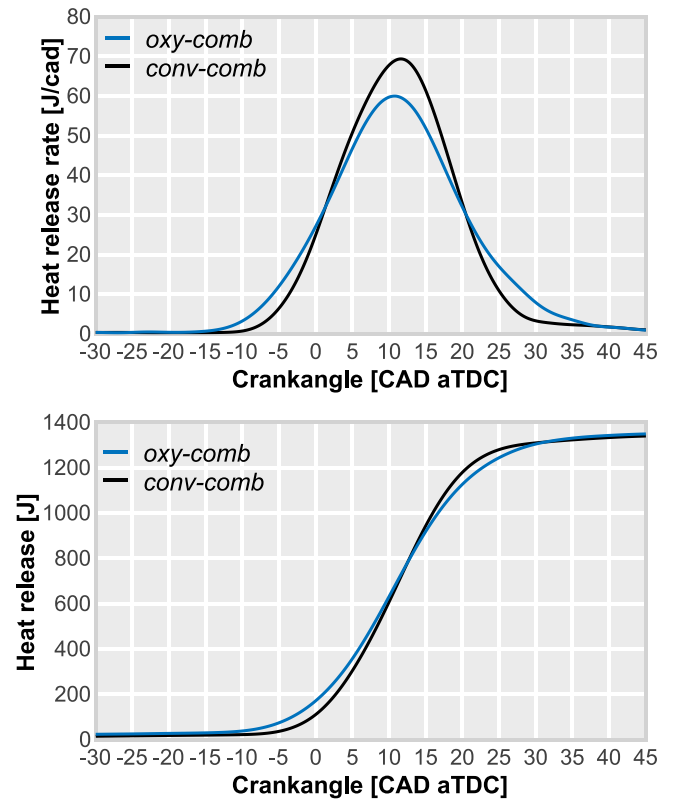 80
70
60
50
40
30
20
10
0
Heat release rate [J/cad]
oxy-comb
conv-comb
-30 -25 -20 -15 -10 -5 0 5 10 15 20 25 30 35 40 45
Crankangle [CAD aTDC]
1400
1200
1000
800
600
400
200
0
Heat release [J]
oxy-comb
conv-comb
-30 -25 -20 -15 -10 -5 0 5 10 15 20 25 30 35 40 45
Crankangle [CAD aTDC]